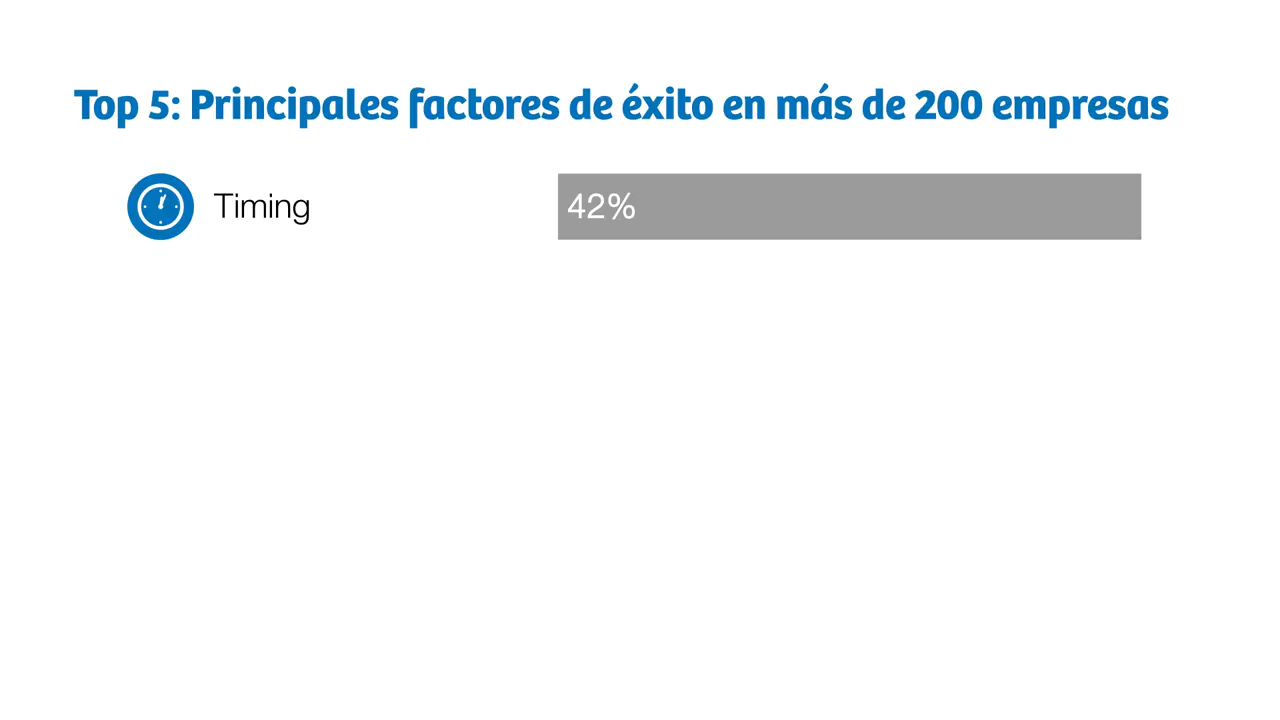 Top 5: Principales factores de éxito en más de 200 empresas
Timing 42%